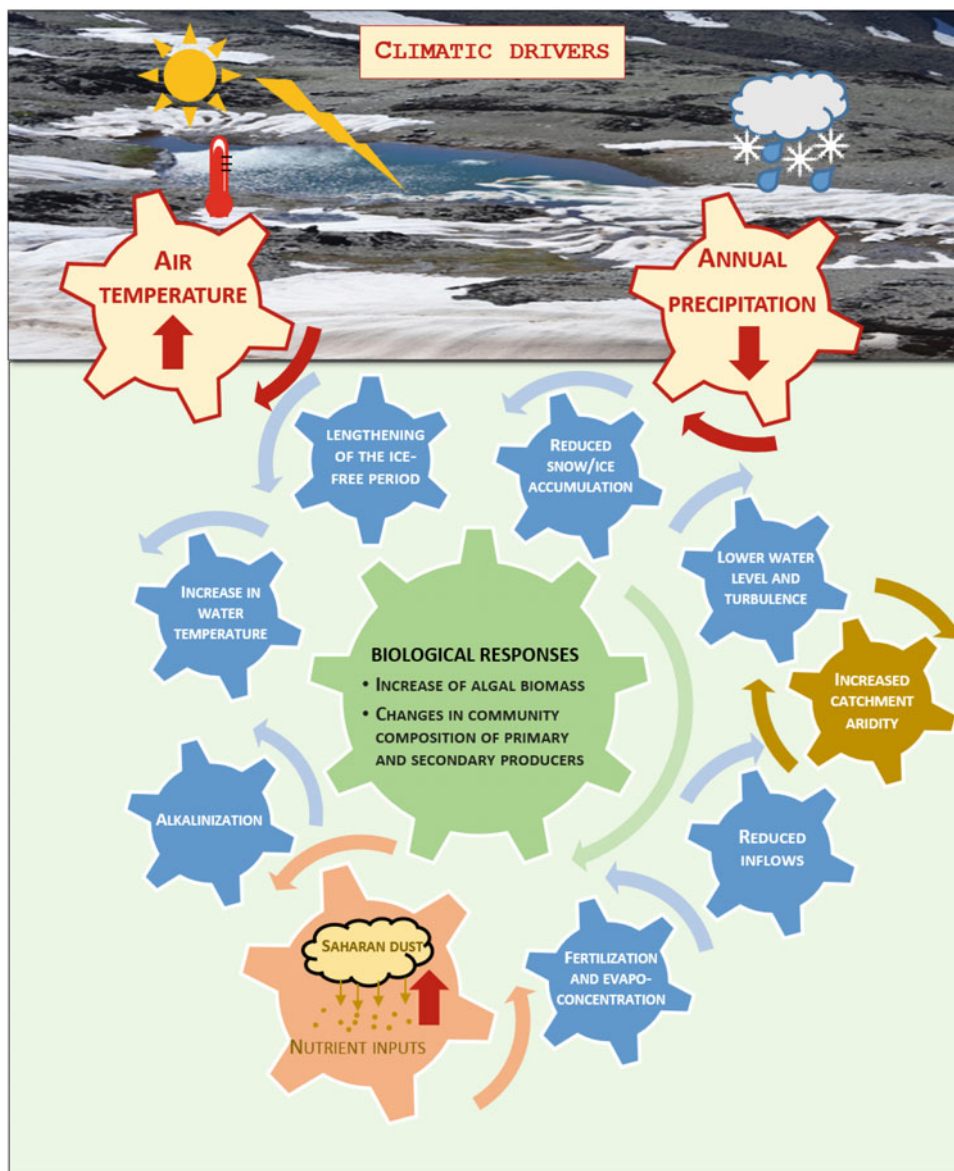 CLIMATIC DRIVERS
AIR
TEMPERATURE
ANNUAL
PRECIPITATION
LENGTHENING
OF THE ICE-
FREE PERIOD
REDUCED
SNOW/ICE
ACCUMULATION
INCREASE IN
WATER
TEMPERATURE
LOWER WATER
LEVEL AND
TURBULENCE
BIOLOGICAL RESPONSES
• INCREASE OF ALGAL BIOMASS
• CHANGES IN COMMUNITY
COMPOSITION OF PRIMARY
AND SECONDARY PRODUCERS
INCREASED
CATCHMENT
ARIDITY
ALKALINIZATION
REDUCED
INFLOWS
SAHARAN DUST
NUTRIENT INPUTS
FERTILIZATION
AND EVAPO-
CONCENTRATION